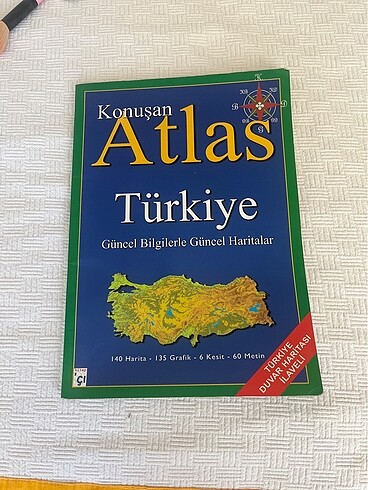 Konuşan
Atlas
K
B
D
G
Türkiye
Güncel Bilgilerle Güncel Haritalar
140 Harita - 135 Grafik - 6 Kesit - 60 Metin
TÜRKİYE
DUVAR HARİTASI
İLAVELİ